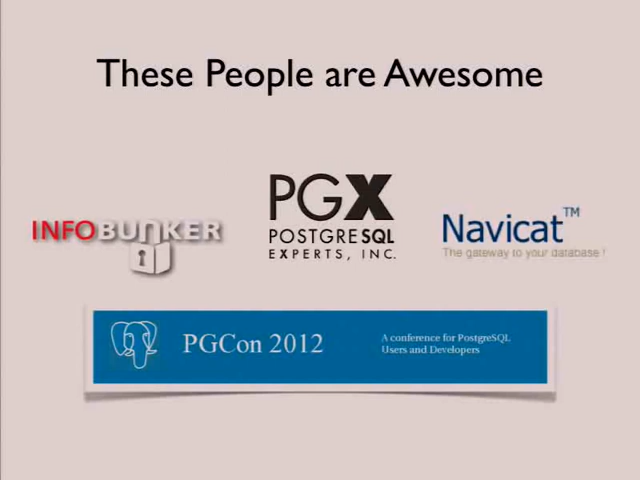 These People are Awesome
INFOBUNKER
PGX
POSTGRESQL
EXPERTS, INC.
Navicat™
The gateway to your database !
PGCon 2012
A conference for PostgreSQL
Users and Developers